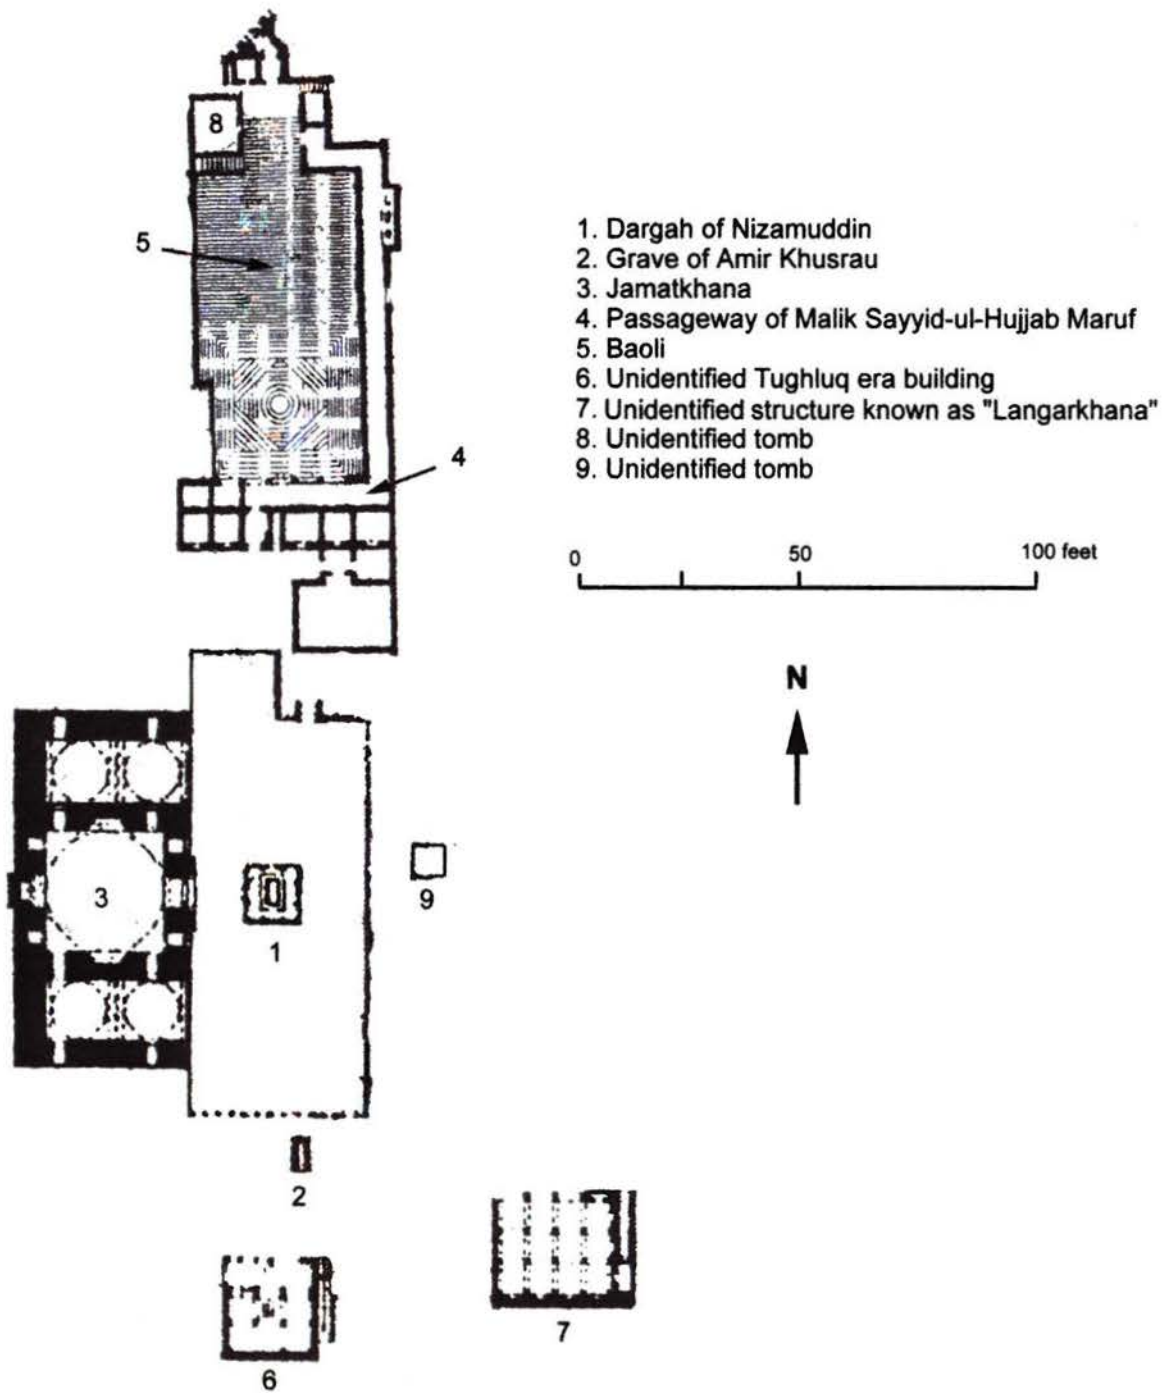 8
5
4
1. Dargah of Nizamuddin
2. Grave of Amir Khusrau
3. Jamatkhana
4. Passageway of Malik Sayyid-ul-Hujjab Maruf
5. Baoli
6. Unidentified Tughluq era building
7. Unidentified structure known as "Langarkhana"
8. Unidentified tomb
9. Unidentified tomb
0 50 100 feet
N
3
1
9
2
7
6